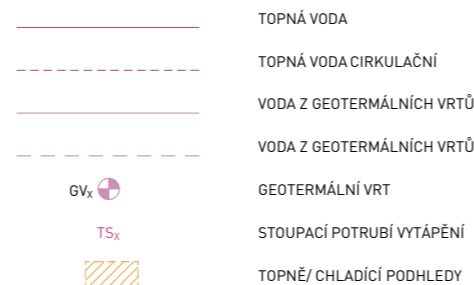 TOPNÁ VODA
TOPNÁ VODA CIRKULAČNÍ
VODA Z GEOTERMÁLNÍCH VRTŮ
VODA Z GEOTERMÁLNÍCH VRTŮ
GVX GEOTERMÁLNÍ VRT
TSX STOUPACÍ POTRUBÍ VYTÁPĚNÍ
TOPNĚ/ CHLADÍCÍ PODHLEDY